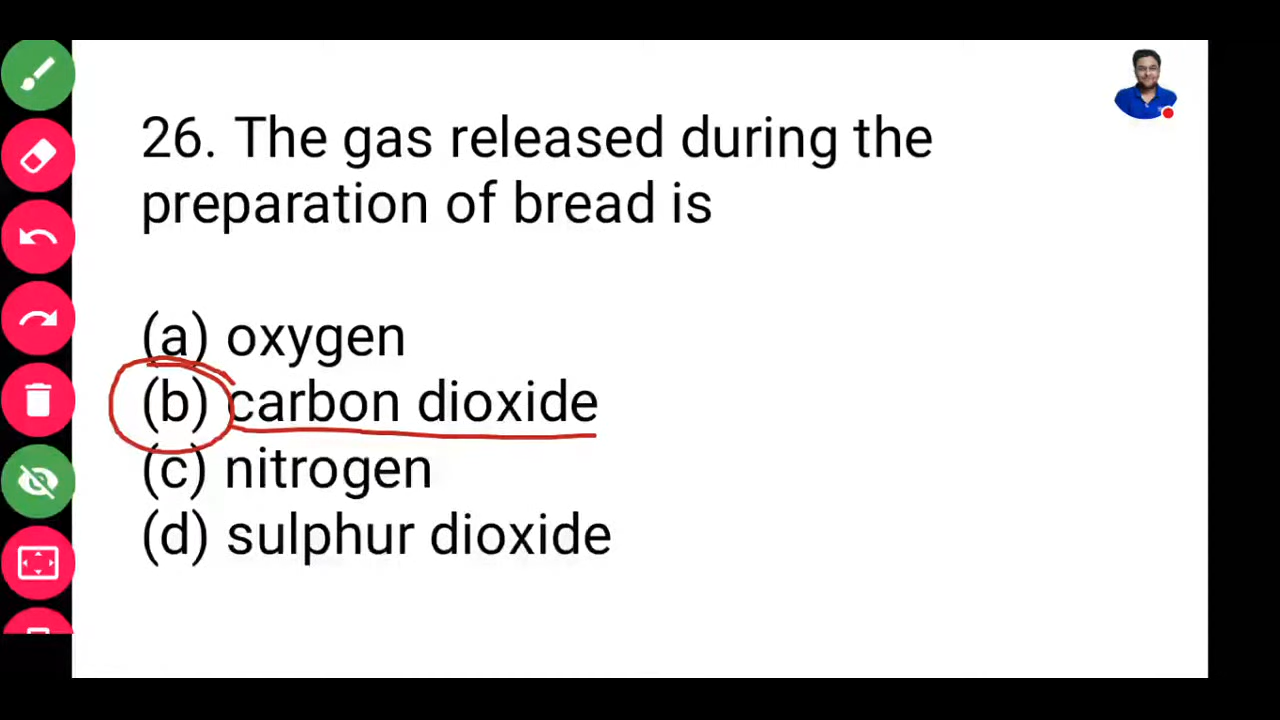 26. The gas released during the
preparation of bread is
(a) oxygen
(b) carbon dioxide
(c) nitrogen
(d) sulphur dioxide